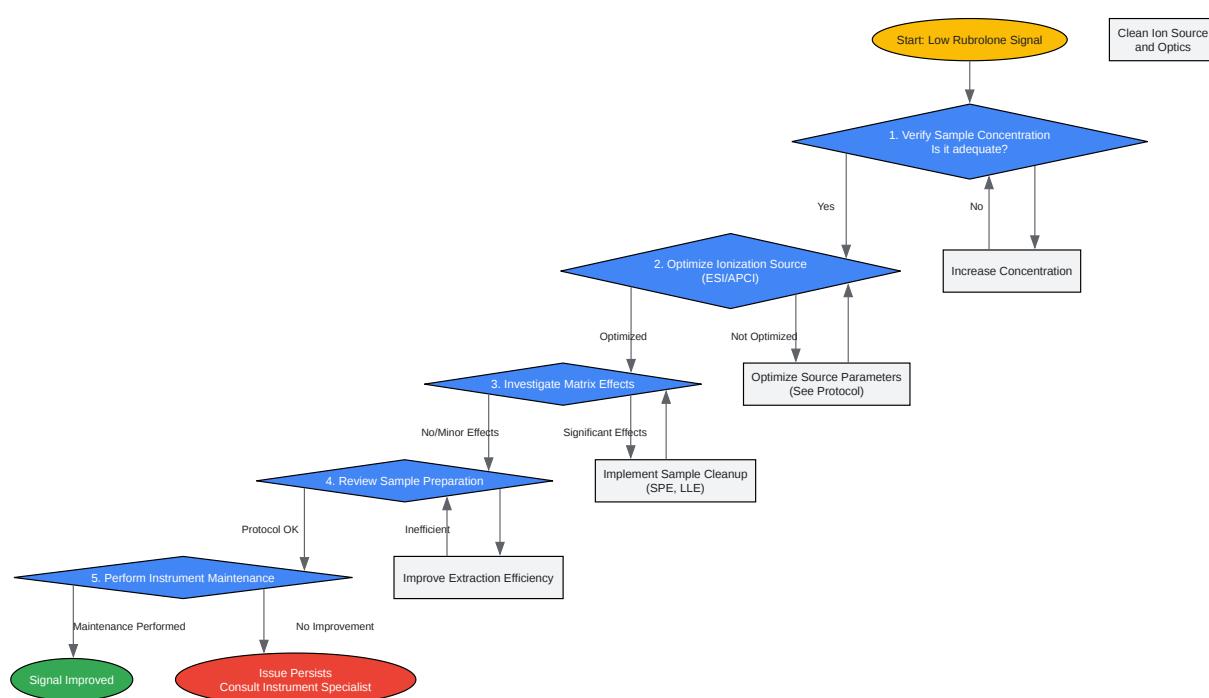 Start: Low Rubrolone Signal
Clean Ion Source
and Optics
1. Verify Sample Concentration
Is it adequate?
Yes
No
2. Optimize Ionization Source
(ESI/APCI)
Increase Concentration
Optimized
Not Optimized
3. Investigate Matrix Effects
Optimize Source Parameters
(See Protocol)
No/Minor Effects
Significant Effects
4. Review Sample Preparation
Implement Sample Cleanup
(SPE, LLE)
Protocol OK
Inefficient
5. Perform Instrument Maintenance
Improve Extraction Efficiency
Maintenance Performed
No Improvement
Signal Improved
Issue Persists
Consult Instrument Specialist